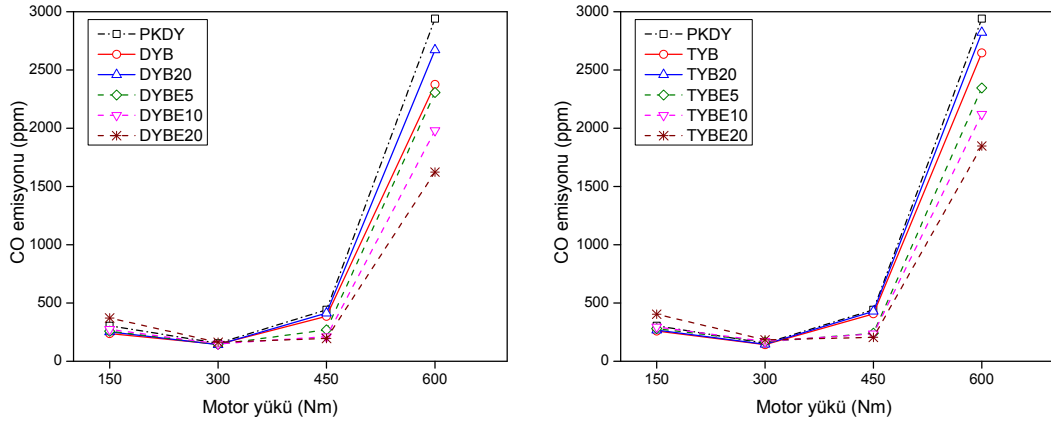 3000
2500
2000
1500
1000
500
0
CO emisyonu (ppm)
PKDY
DYB
DYB20
DYBE5
DYBE10
DYBE20
150 300 450 600
Motor yükü (Nm)
3000
2500
2000
1500
1000
500
0
CO emisyonu (ppm)
PKDY
TYB
TYB20
TYBE5
TYBE10
TYBE20
150 300 450 600
Motor yükü (Nm)